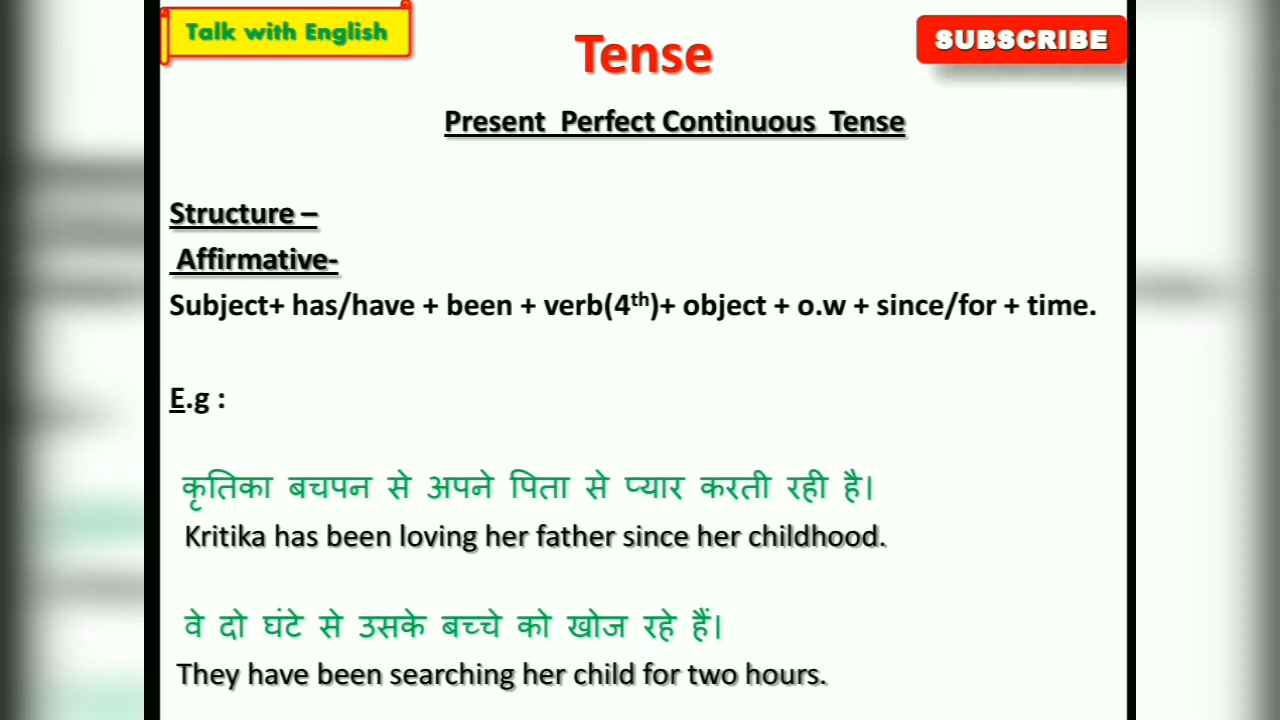 Talk with English
Tense
SUBSCRIBE
Present Perfect Continuous Tense
Structure –
Affirmative-
Subject+ has/have + been + verb(4th)+ object + o.w + since/for + time.
E.g :
कृतिका बचपन से अपने पिता से प्यार करती रही है।
Kritika has been loving her father since her childhood.
वे दो घंटे से उसके बच्चे को खोज रहे हैं।
They have been searching her child for two hours.